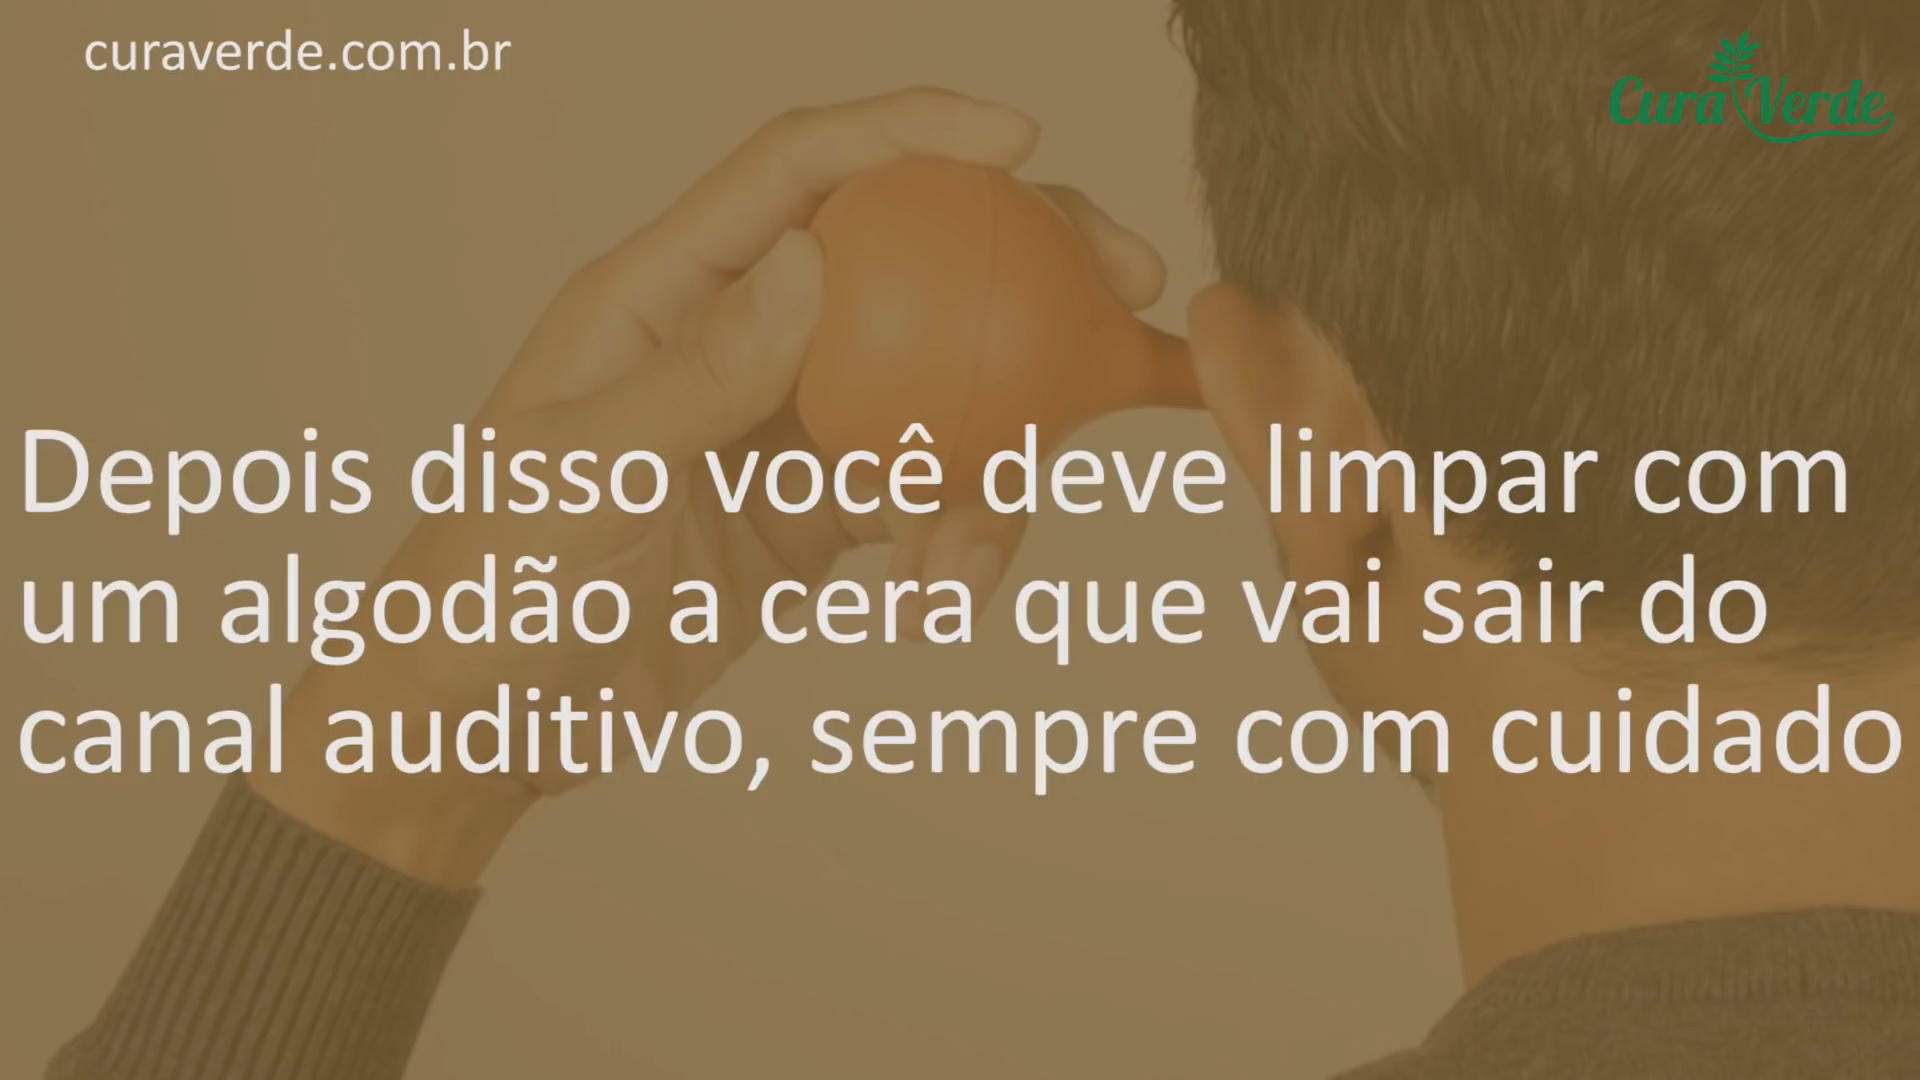 curaverde.com.br
Cura Verde
Depois disso você deve limpar com
um algodão a cera que vai sair do
canal auditivo, sempre com cuidado